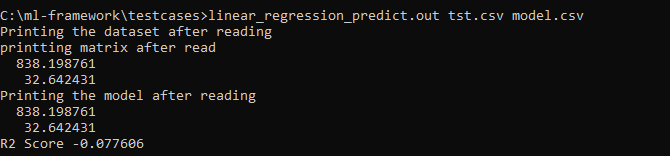 C:\ml-framework\testcases>linear_regression_predict.out tst.csv model.csv
Printing the dataset after reading
printting matrix after read
838.198761
32.642431
Printing the model after reading
838.198761
32.642431
R2 Score -0.077606